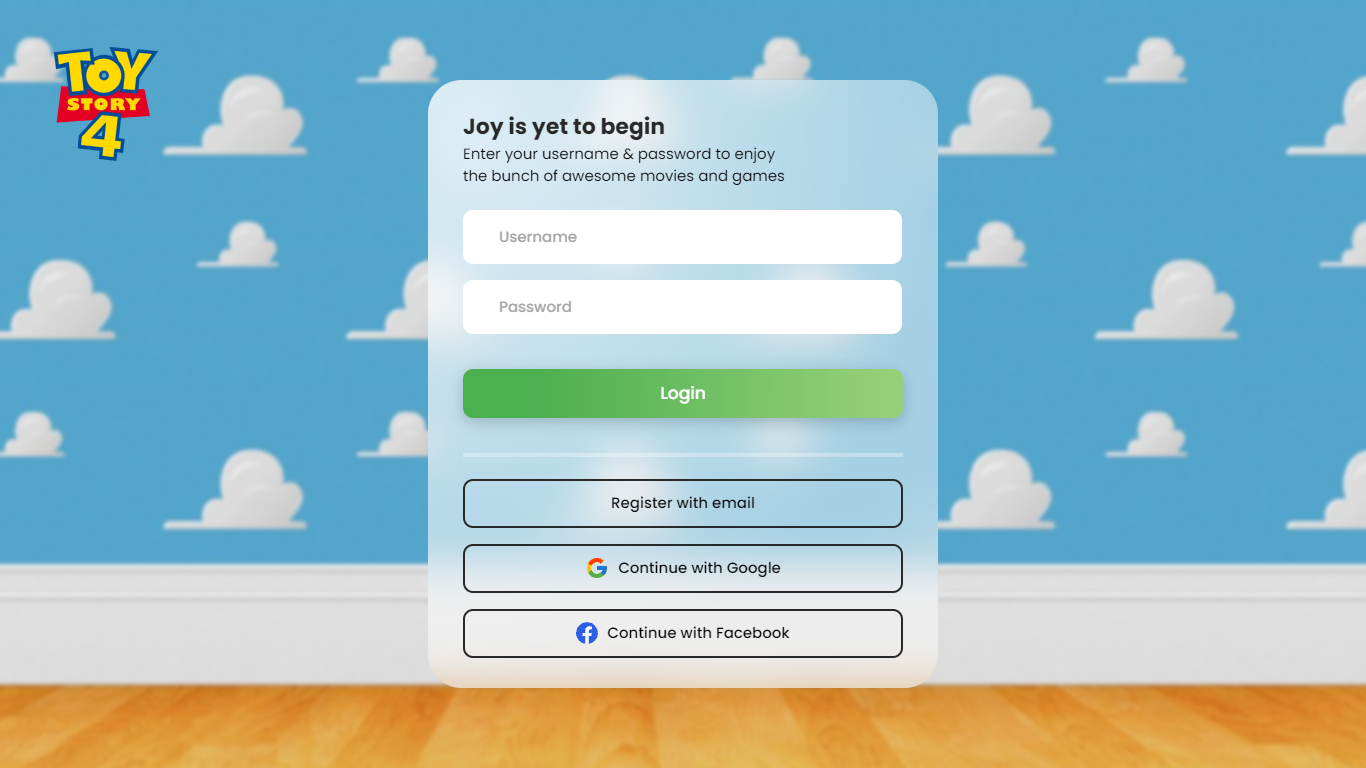 TOY
STORY
4
Joy is yet to begin
Enter your username & password to enjoy
the bunch of awesome movies and games
Username
Password
Login
Register with email
Continue with Google
Continue with Facebook